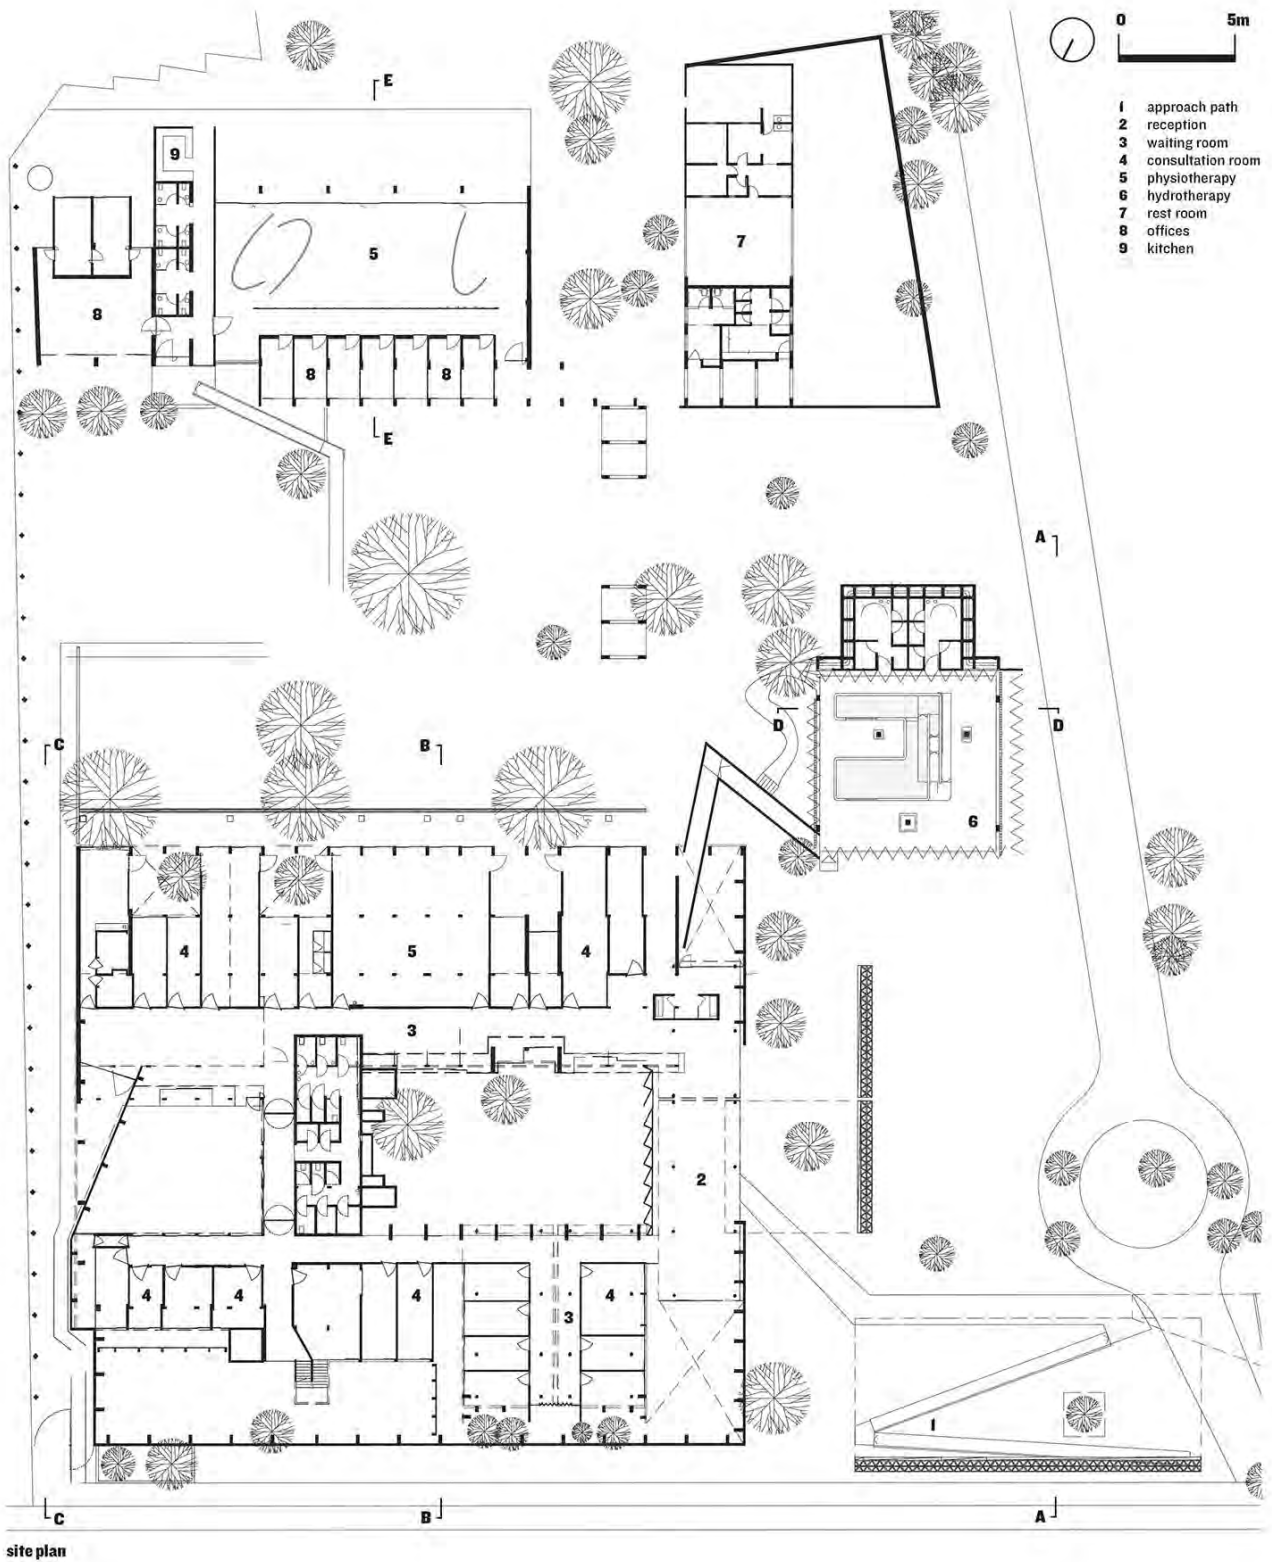 0 5m
1 approach path
2 reception
3 waiting room
4 consultation room
5 physiotherapy
6 hydrotherapy
7 rest room
8 offices
9 kitchen
E
9
5
7
8
8 8
E
A
D D
C B
6
4 5 4
3
2
4 4 4 3 4
1
C B A
site plan